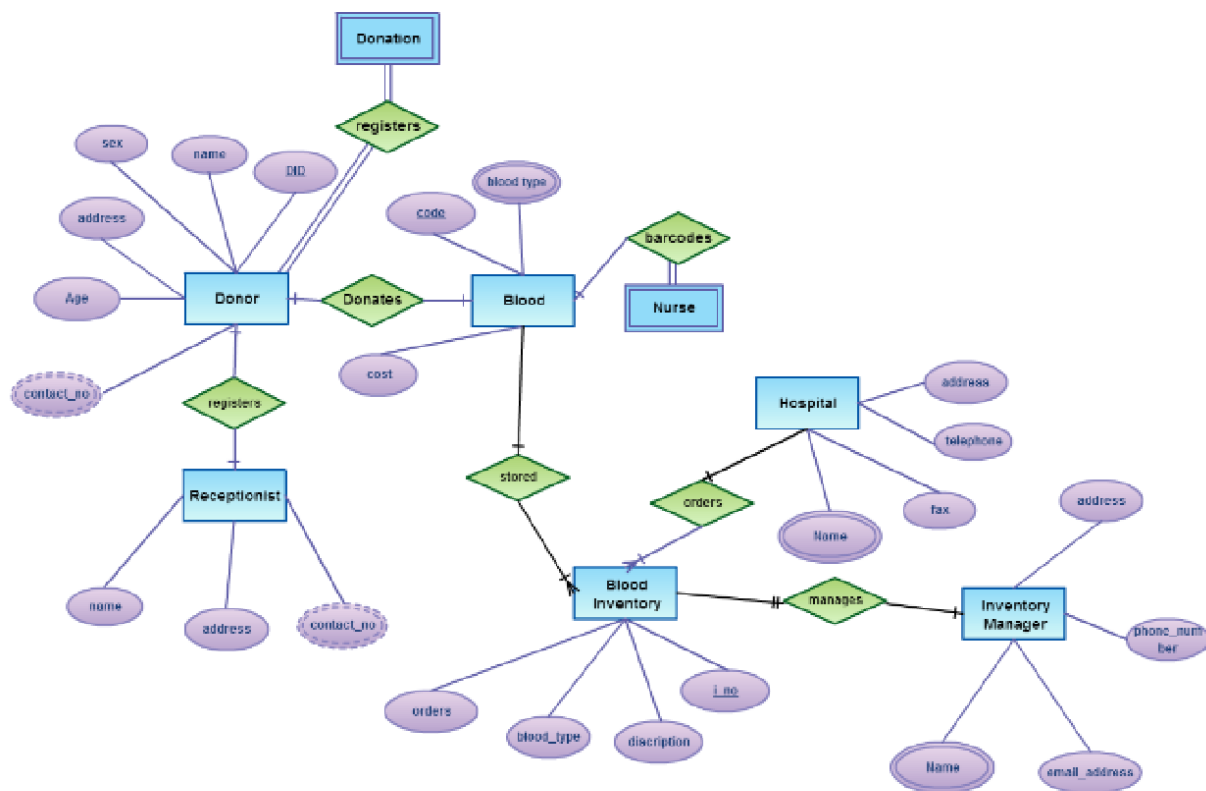 Donation
registers
sex
name
DID
blood type
code
address
barcodes
Age
Donor
Donates
Blood
Nurse
contact_no
cost
registers
Hospital
address
telephone
Receptionist
stored
orders
fax
Name
address
name
address
contact_no
Blood
Inventory
manages
Inventory
Manager
phone_num
ber
orders
blood_type
discription
i_no
Name
email_address